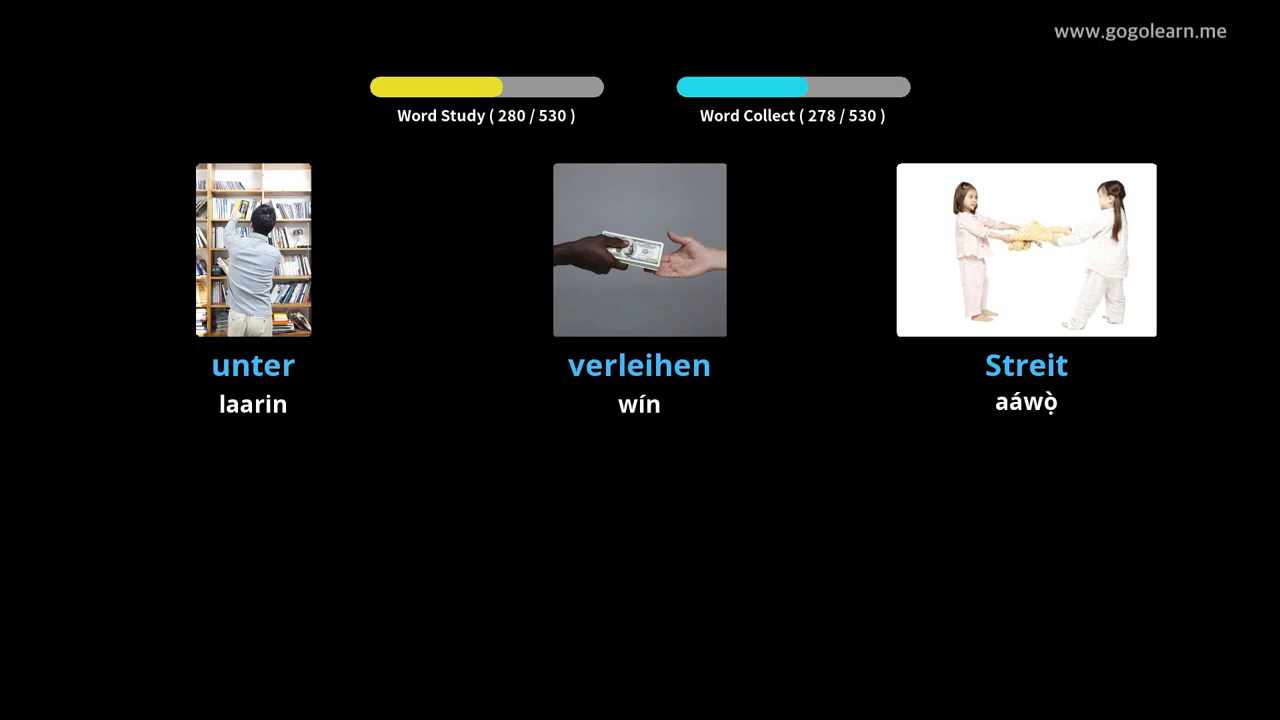 www.gogolearn.me
Word Study ( 280 / 530 )
Word Collect ( 278 / 530 )
unter
verleihen
Streit
laarin
wín
aáwọ̀